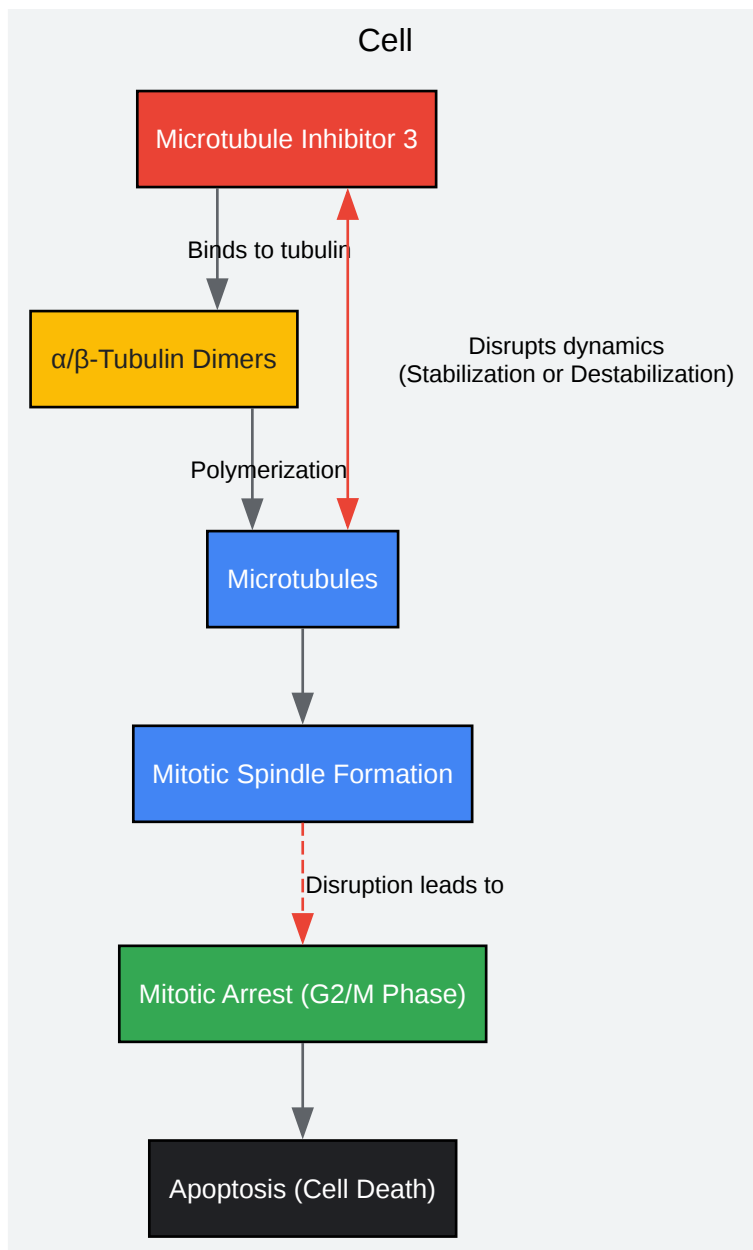 Cell
Microtubule Inhibitor 3
Binds to tubulin
Disrupts dynamics
(Stabilization or Destabilization)
α/β-Tubulin Dimers
Polymerization
Microtubules
Mitotic Spindle Formation
Disruption leads to
Mitotic Arrest (G2/M Phase)
Apoptosis (Cell Death)